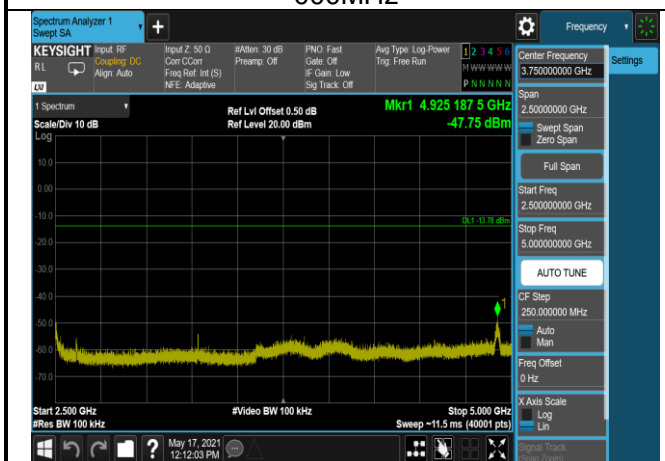 Spectrum Analyzer 1
Swept SA
Frequency
KEYSIGHT
RL
LXI
Input: RF
Coupling: DC
Align: Auto
Input Z: 50 Ω
Corr CCorr
Freq Ref: Int (S)
NFE: Adaptive
#Atten: 30 dB
Preamp: Off
PNO: Fast
Gate: Off
IF Gain: Low
Sig Track: Off
Avg Type: Log-Power
Trig: Free Run
1 2 3 4 5 6
M W W W W W
P N N N N N
Center Frequency
3.750000000 GHz
Settings
Span
2.50000000 GHz
Swept Span
Zero Span
Full Span
Start Freq
2.500000000 GHz
Stop Freq
5.000000000 GHz
AUTO TUNE
CF Step
250.000000 MHz
Auto
Man
Freq Offset
0 Hz
X Axis Scale
Log
Lin
Signal Track
(Span Zoom)
1 Spectrum
Scale/Div 10 dB
Log
Ref Lvl Offset 0.50 dB
Ref Level 20.00 dBm
Mkr1 4.925 187 5 GHz
-47.75 dBm
10.0
0.00
-10.0
DL1 -13.79 dBm
-20.0
-30.0
-40.0
1
-50.0
-60.0
-70.0
Start 2.500 GHz
#Video BW 100 kHz
Stop 5.000 GHz
#Res BW 100 kHz
Sweep ~11.5 ms (40001 pts)
?
May 17, 2021
12:12:03 PM